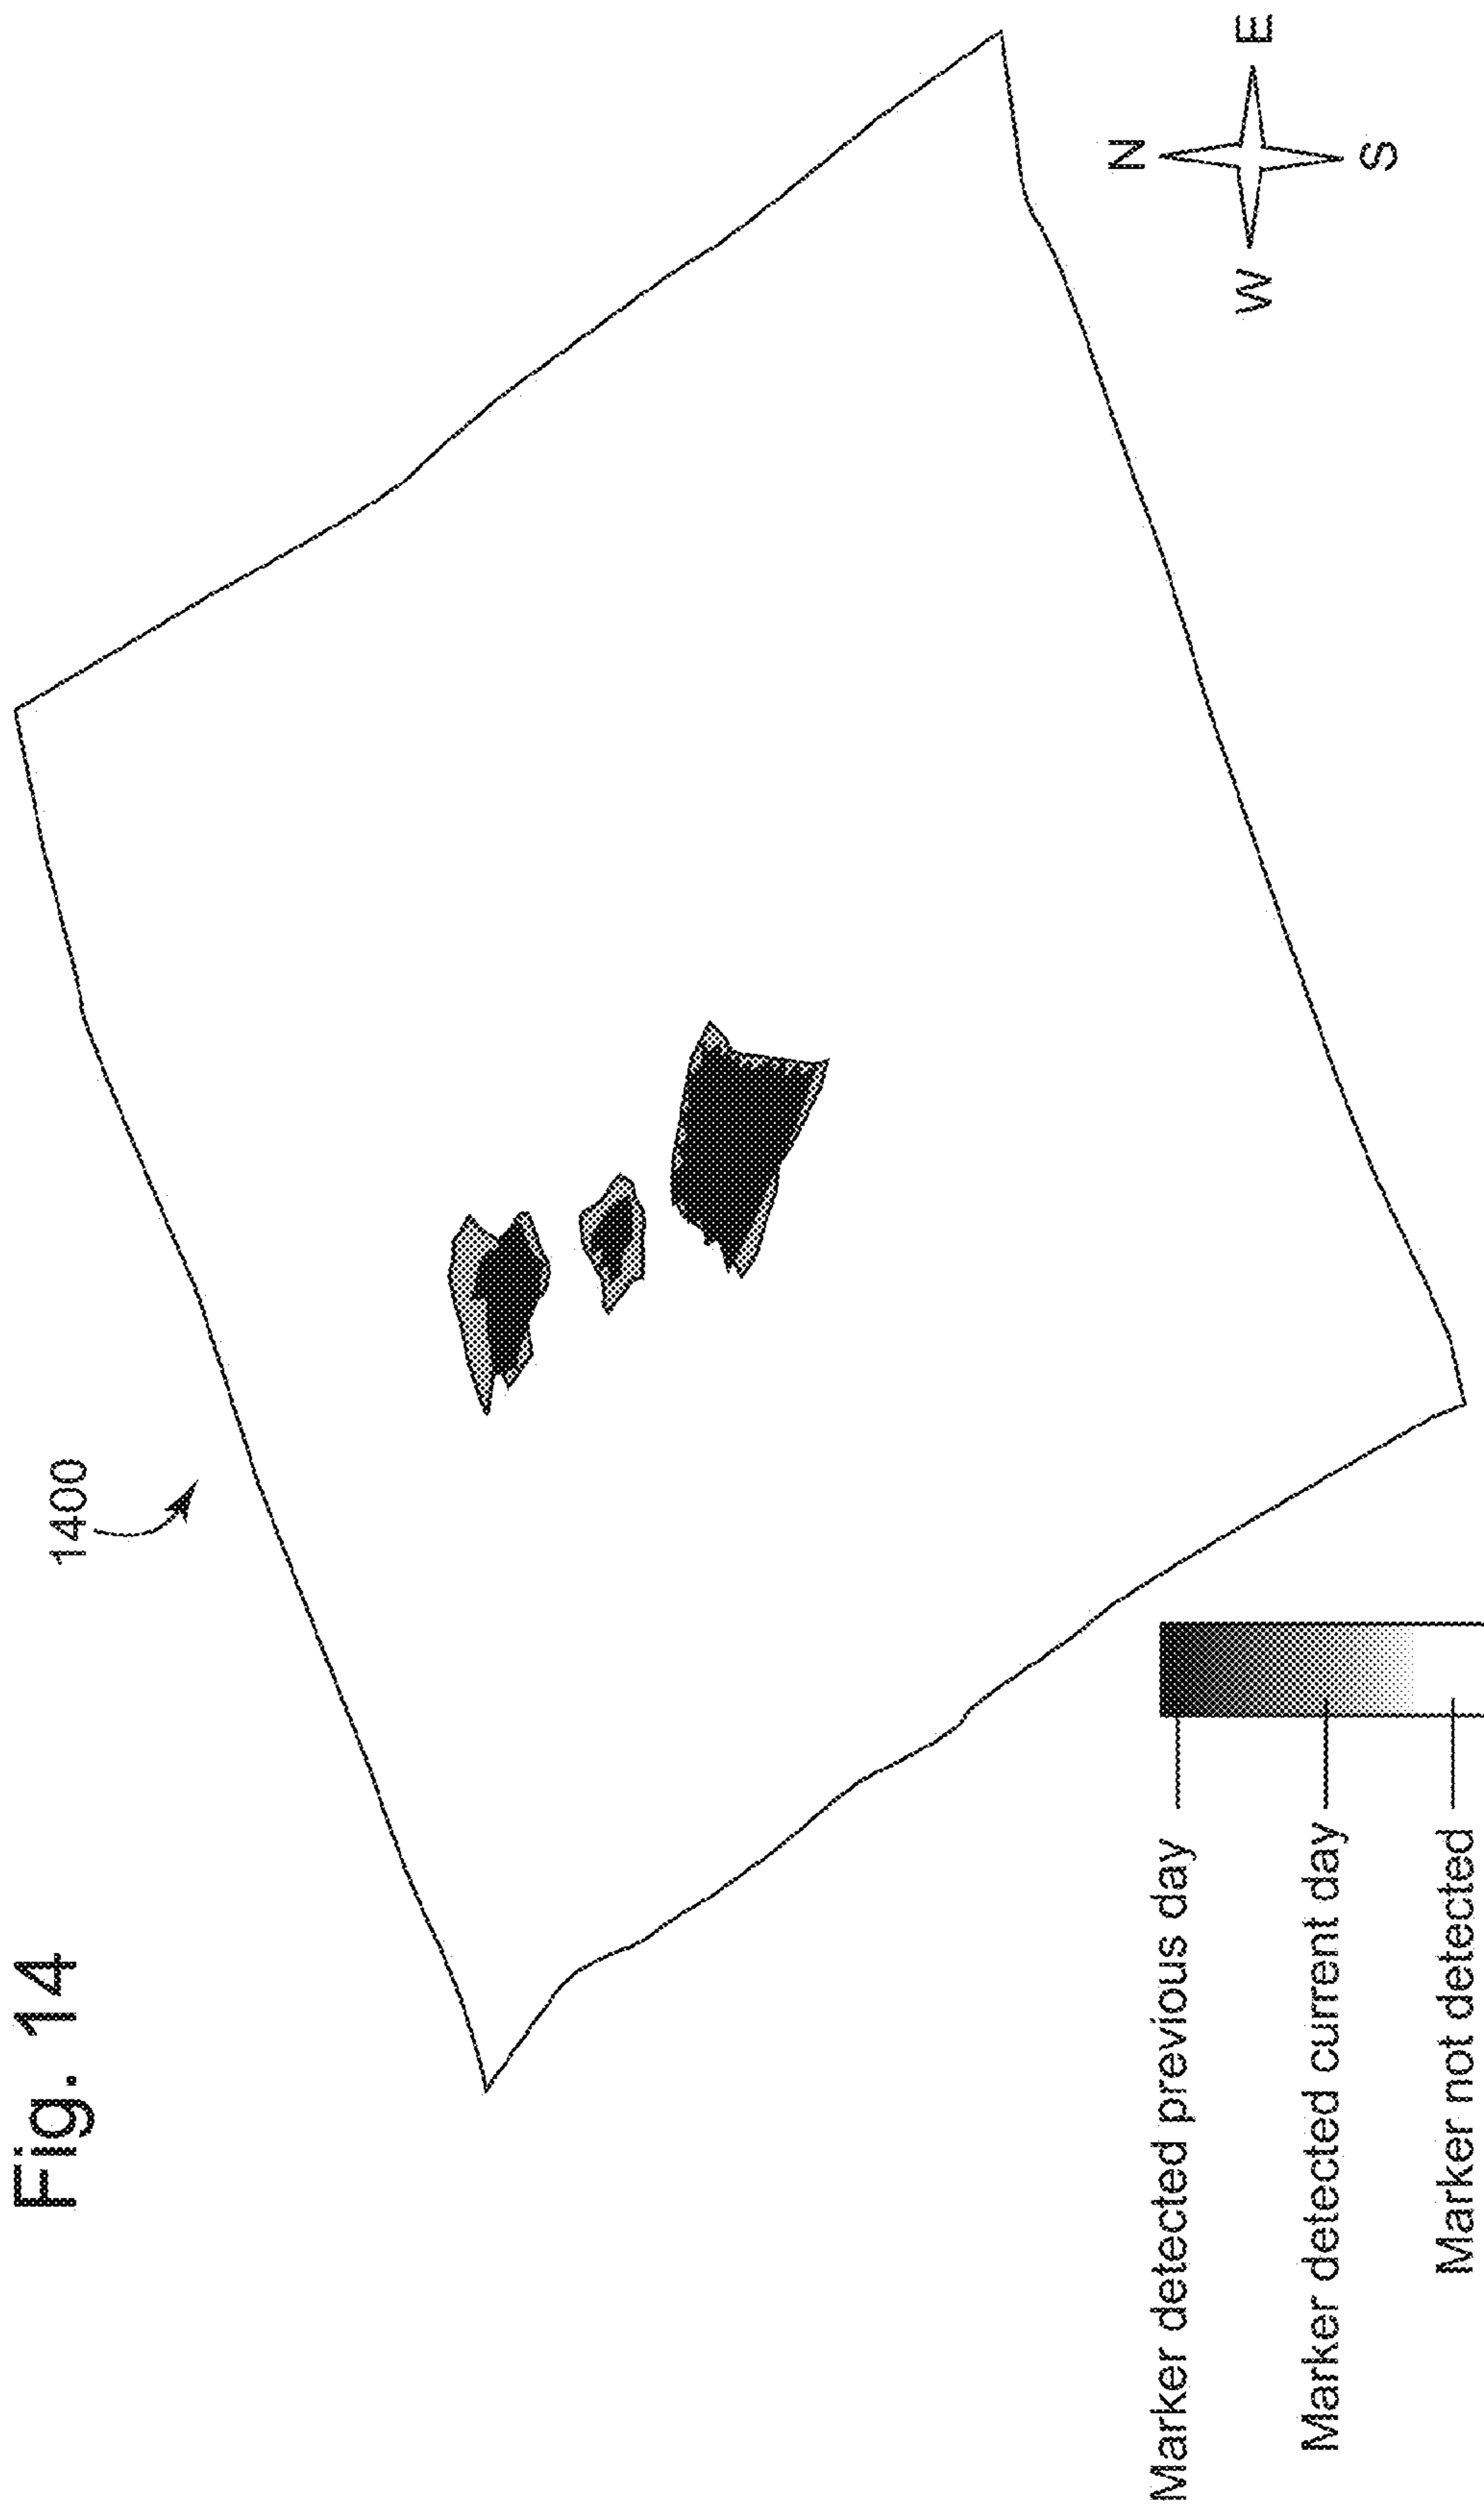 Fig. 14
1400
N
W
E
S
Marker detected previous day
Marker detected current day
Marker not detected